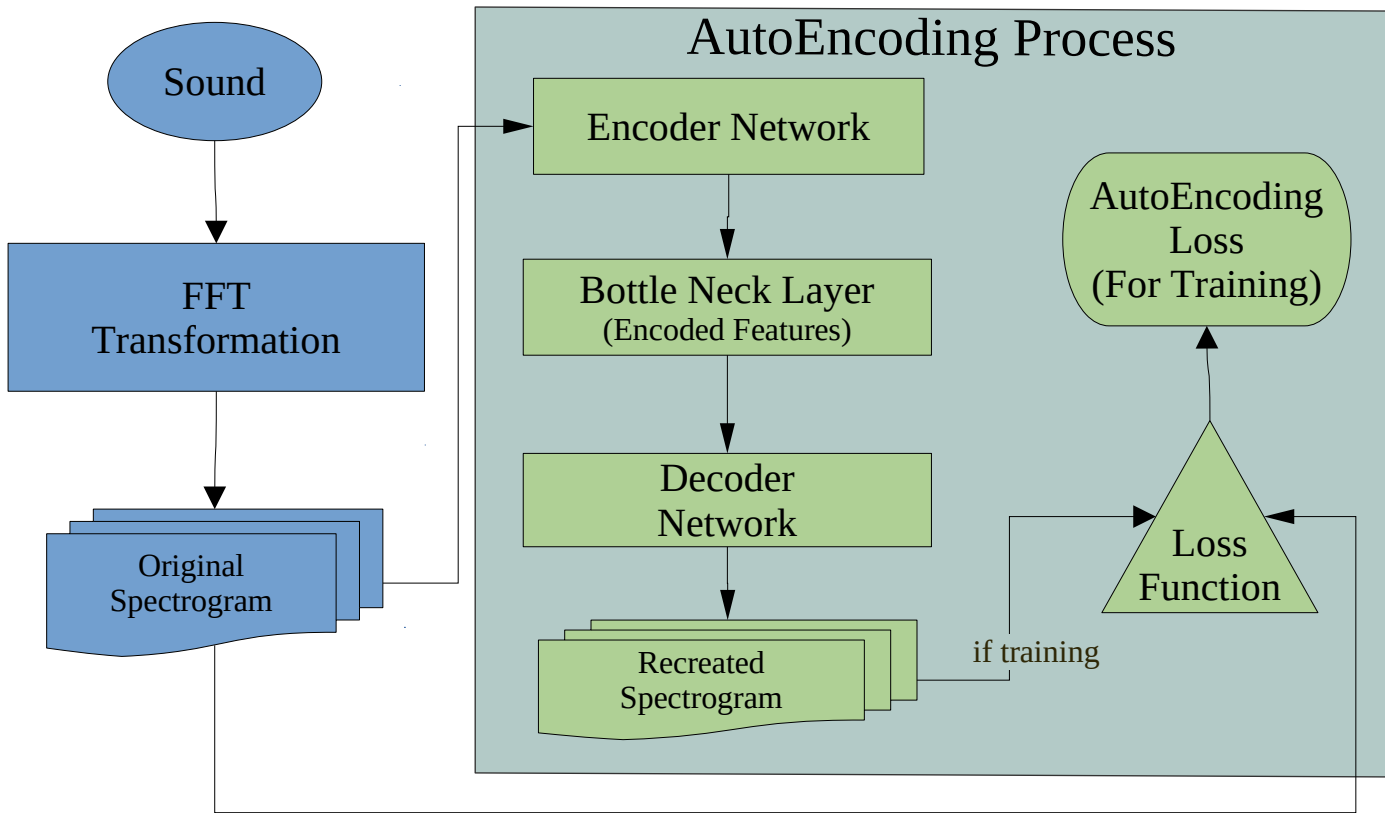 AutoEncoding Process
Sound
FFT
Transformation
Original
Spectrogram
Encoder Network
Bottle Neck Layer
(Encoded Features)
Decoder
Network
Recreated
Spectrogram
if training
Loss
Function
AutoEncoding
Loss
(For Training)